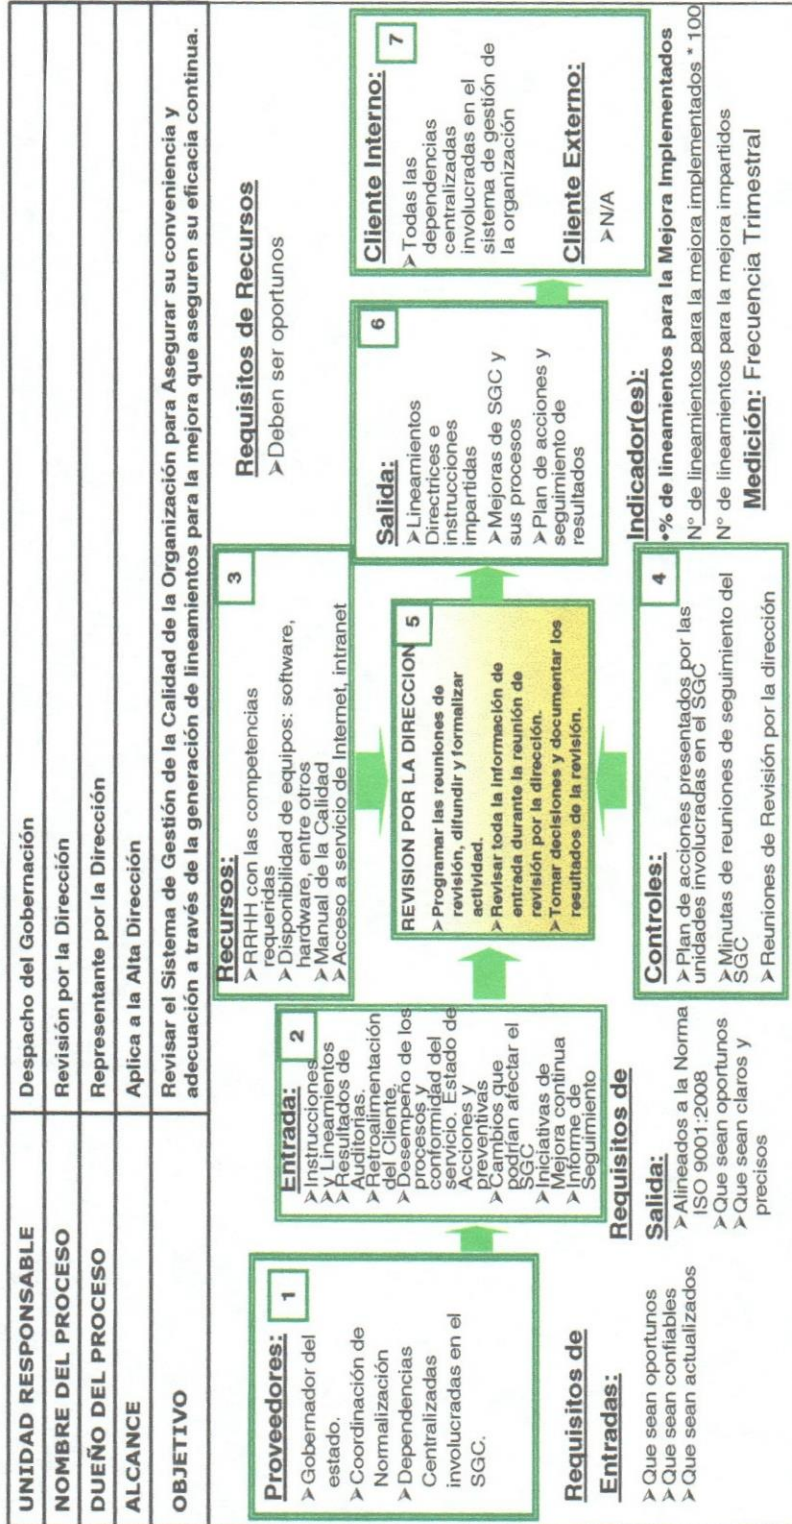 UNIDAD RESPONSABLE
Despacho del Gobernación
NOMBRE DEL PROCESO
Revisión por la Dirección
DUEÑO DEL PROCESO
Representante por la Dirección
ALCANCE
Aplica a la Alta Dirección
OBJETIVO
Revisar el Sistema de Gestión de la Calidad de la Organización para Asegurar su conveniencia y
adecuación a través de la generación de lineamientos para la mejora que aseguren su eficacia continua.
Proveedores:
1
➢Gobernador del
estado.
➢Coordinación de
Normalización
➢Dependencias
Centralizadas
involucradas en el
SGC.
Requisitos de
Entradas:
➢Que sean oportunos
➢Que sean confiables
➢Que sean actualizados
Entrada:
2
➢Instrucciones
➢y Lineamientos
➢Resultados de
Auditorias.
➢Retroalimentación
del Cliente.
➢Desempeño de los
procesos y
conformidad del
servicio. Estado de
Acciones y
preventivas
➢Cambios que
podrían afectar el
SGC
➢Iniciativas de
Mejora continua
➢Informe de
Seguimiento
Requisitos de
Salida:
➢Alineados a la Norma
ISO 9001:2008
➢Que sean oportunos
➢Que sean claros y
precisos
Recursos:
3
➢RRHH con las competencias
requeridas
➢Disponibilidad de equipos: software,
hardware, entre otros
➢Manual de la Calidad
➢Acceso a servicio de Internet, intranet
REVISION POR LA DIRECCION
5
➢Programar las reuniones de
revisión, difundir y formalizar
actividad.
➢Revisar toda la información de
entrada durante la reunión de
revisión por la dirección.
➢Tomar decisiones y documentar los
resultados de la revisión.
Controles:
4
➢Plan de acciones presentados por las
unidades involucradas en el SGC
➢Minutas de reuniones de seguimiento del
SGC
➢Reuniones de Revisión por la dirección
Requisitos de Recursos
➢Deben ser oportunos
Salida:
6
➢Lineamientos
Directrices e
instrucciones
impartidas
➢Mejoras de SGC y
sus procesos
➢Plan de acciones y
seguimiento de
resultados
Cliente Interno:
7
➢Todas las
dependencias
centralizadas
involucradas en el
sistema de gestión de
la organización
Cliente Externo:
➢N/A
Indicador(es):
•% de lineamientos para la Mejora Implementados
N° de lineamientos para la mejora implementados * 100
N° de lineamientos para la mejora impartidos
Medición: Frecuencia Trimestral